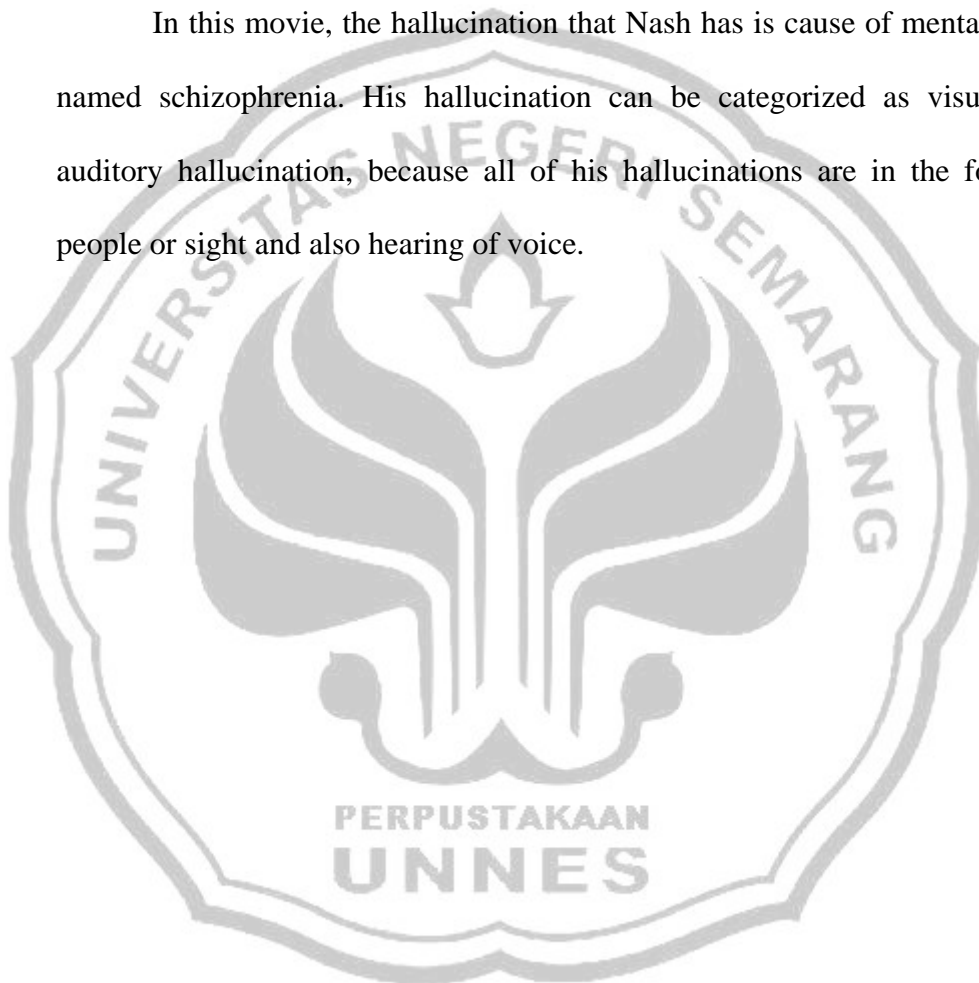 In this movie, the hallucination that Nash has is cause of menta
named schizophrenia. His hallucination can be categorized as visu
auditory hallucination, because all of his hallucinations are in the fo
people or sight and also hearing of voice.
UNIVERSITAS NEGERI SEMARANG
PERPUSTAKAAN
UNNES